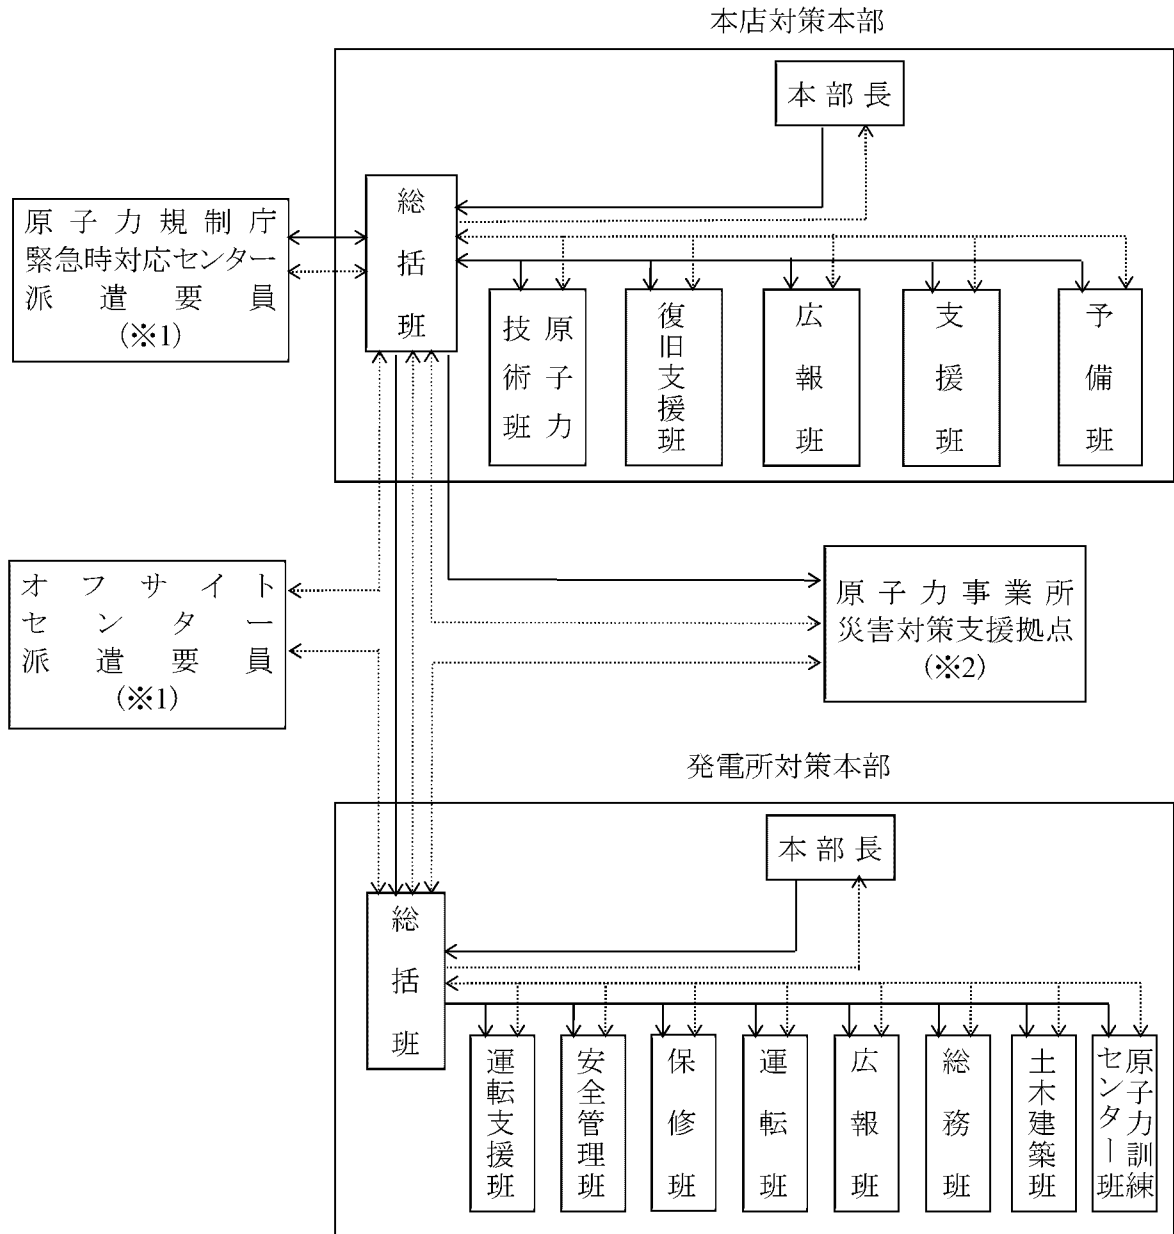 本店対策本部
本部長
総括班
原子力規制庁
緊急時対応センター
派遣要員
(※1)
原子力
技術班
復旧支援班
広報班
支援班
予備班
オフサイト
センター
派遣要員
(※1)
原子力事業所
災害対策支援拠点
(※2)
発電所対策本部
本部長
総括班
運転支援班
安全管理班
保修班
運転班
広報班
総務班
土木建築班
原子力訓練
センター班